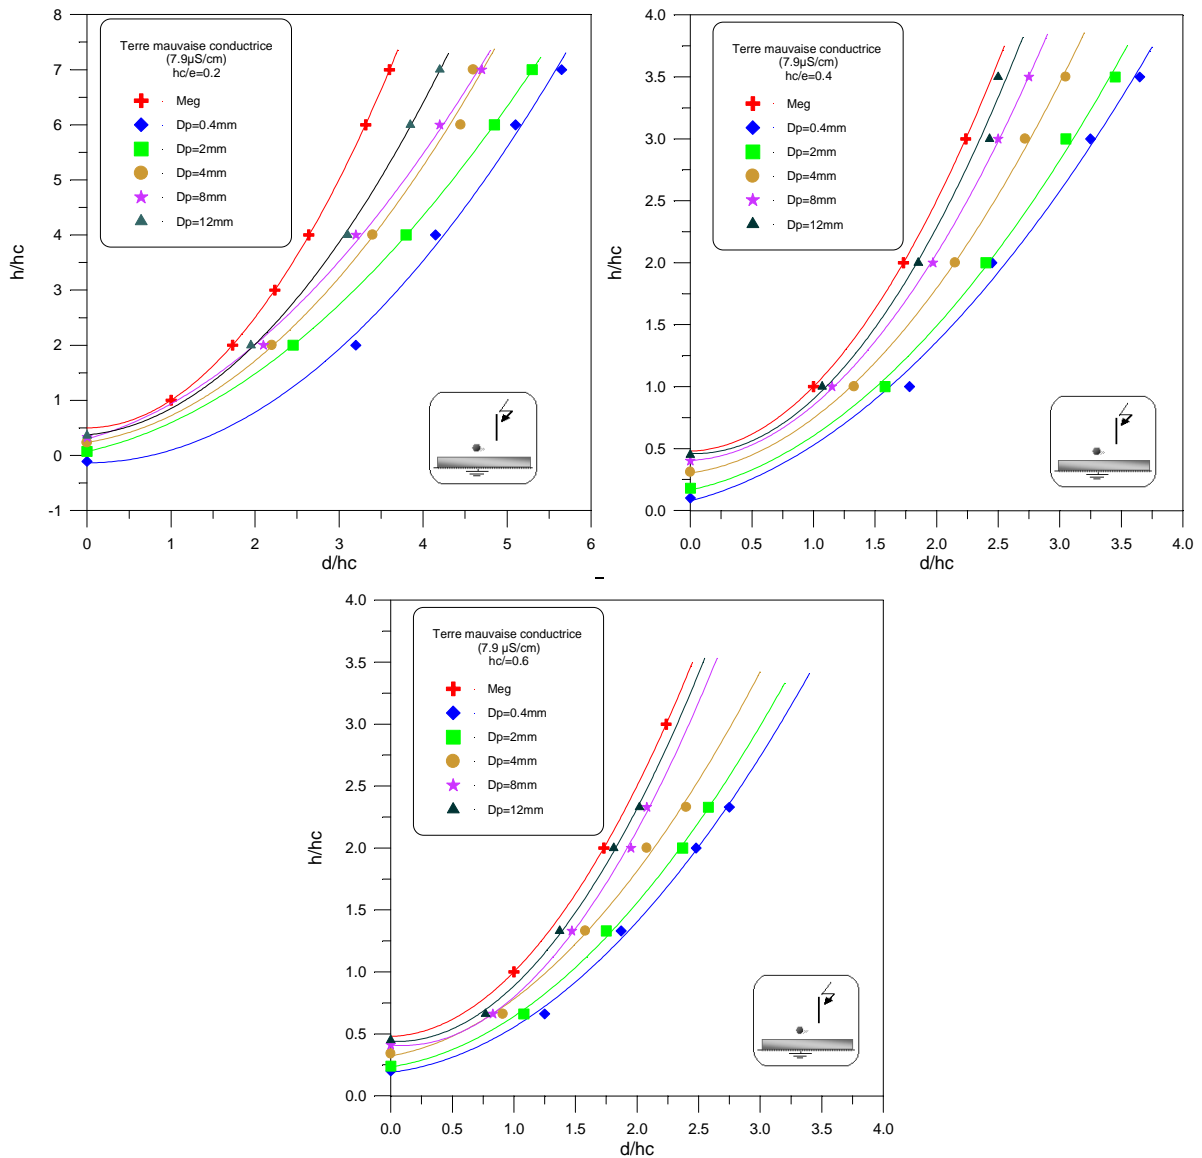 8
7
6
5
4
3
2
1
0
-1
h/hc
Terre mauvaise conductrice
(7.9µS/cm)
hc/e=0.2
Meg
Dp=0.4mm
Dp=2mm
Dp=4mm
Dp=8mm
Dp=12mm
0 1 2 3 4 5 6
d/hc
4.0
3.5
3.0
2.5
2.0
1.5
1.0
0.5
0.0
h/hc
Terre mauvaise conductrice
(7.9µS/cm)
hc/e=0.4
Meg
Dp=0.4mm
Dp=2mm
Dp=4mm
Dp=8mm
Dp=12mm
0.0 0.5 1.0 1.5 2.0 2.5 3.0 3.5 4.0
d/hc
4.0
3.5
3.0
2.5
2.0
1.5
1.0
0.5
0.0
h/hc
Terre mauvaise conductrice
(7.9 µS/cm)
hc/=0.6
Meg
Dp=0.4mm
Dp=2mm
Dp=4mm
Dp=8mm
Dp=12mm
0.0 0.5 1.0 1.5 2.0 2.5 3.0 3.5 4.0
d/hc